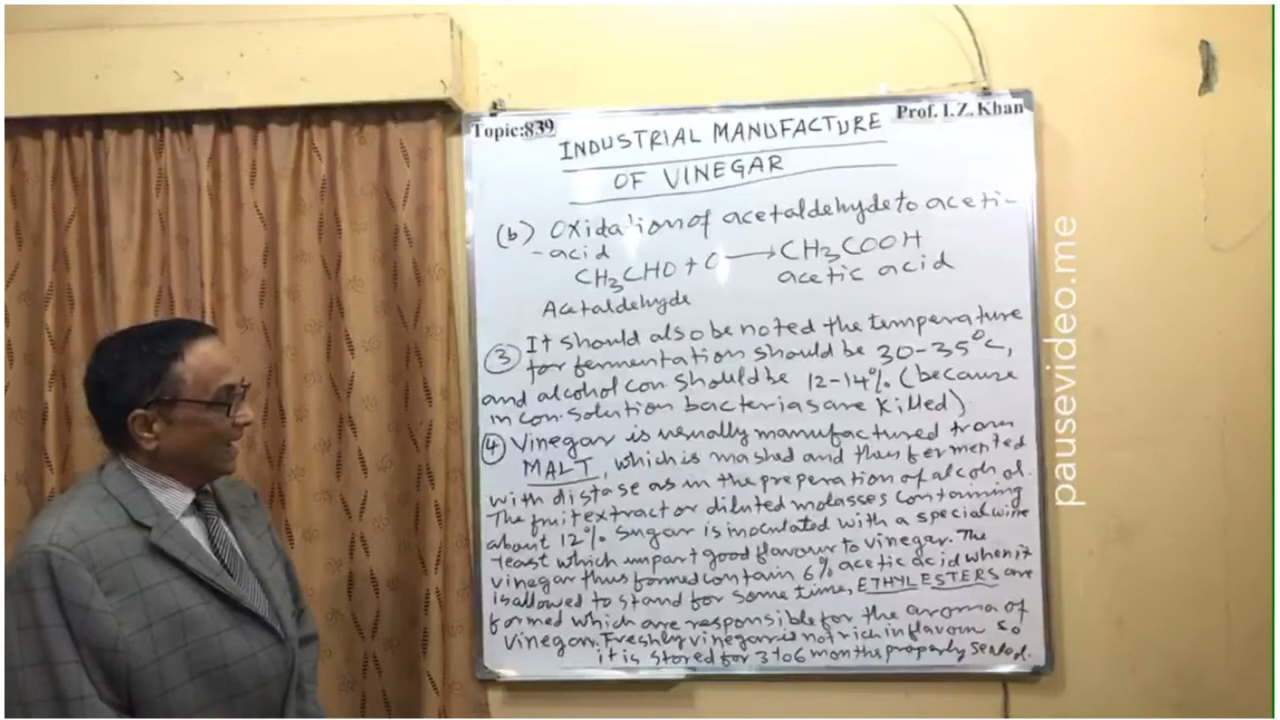 Topic:839
Prof. I.Z. Khan
INDUSTRIAL MANUFACTURE
OF VINEGAR
(b) Oxidation of acetaldehyde to aceti-
-acid
CH3CHO + O → CH3COOH
acetic acid
Acetaldehyde
③ It should also be noted the temperature
for fermentation should be 30-35°C,
and alcohol con should be 12-14% (because
in con. solution bacterias are killed)
④ Vinegar is usually manufactured from
MALT, which is mashed and thus fermented
with distase as in the preperation of alcohol.
The fruit extract or diluted molasses containing
about 12% sugar is inoculated with a special wine
yeast which impart good flavour to vinegar. The
vinegar thus formed contain 6% acetic acid when it
is allowed to stand for some time, ETHYL ESTERS are
formed which are responsible for the aroma of
vinegar. Freshly vinegar is not rich in flavour so
it is stored for 3 to 6 months properly sealed.
pausevideo.me